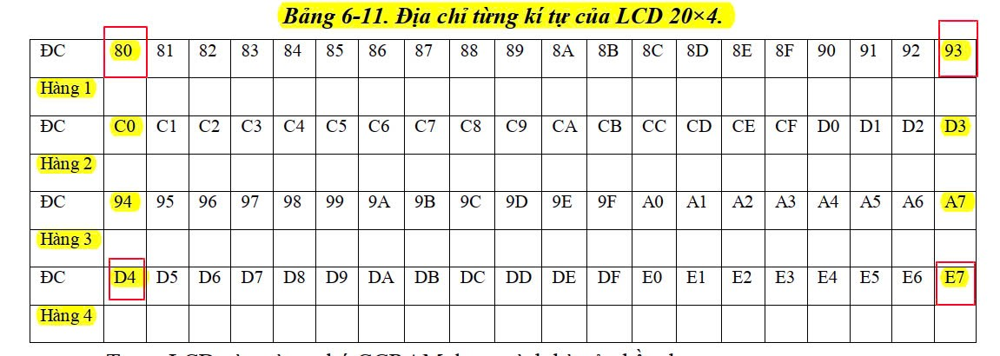 Bảng 6-11. Địa chỉ từng kí tự của LCD 20×4.
ĐC 80 81 82 83 84 85 86 87 88 89 8A 8B 8C 8D 8E 8F 90 91 92 93
Hàng 1
ĐC C0 C1 C2 C3 C4 C5 C6 C7 C8 C9 CA CB CC CD CE CF D0 D1 D2 D3
Hàng 2
ĐC 94 95 96 97 98 99 9A 9B 9C 9D 9E 9F A0 A1 A2 A3 A4 A5 A6 A7
Hàng 3
ĐC D4 D5 D6 D7 D8 D9 DA DB DC DD DE DF E0 E1 E2 E3 E4 E5 E6 E7
Hàng 4